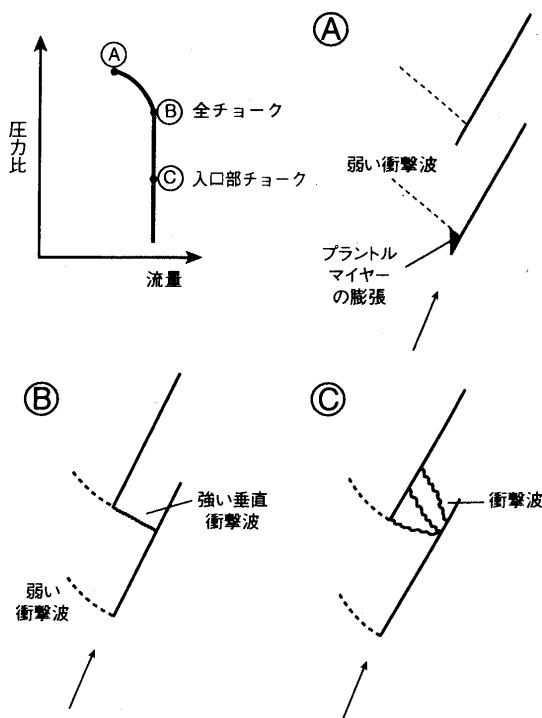 Ⓐ
圧力比
Ⓑ 全チョーク
Ⓒ 入口部チョーク
流量
Ⓐ
弱い衝撃波
プラントル
マイヤー
の膨張
Ⓑ
強い垂直
衝撃波
弱い
衝撃波
Ⓒ
衝撃波